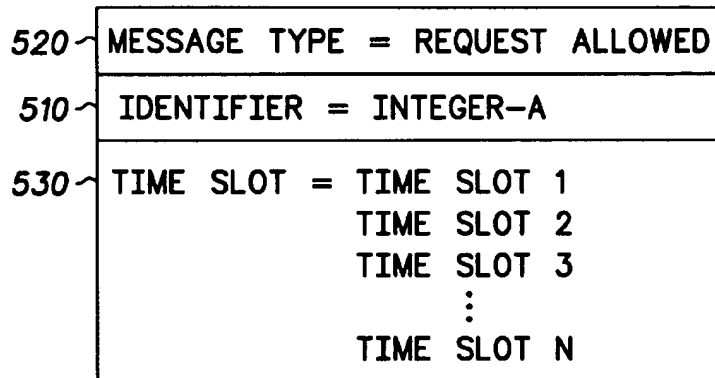 520 MESSAGE TYPE = REQUEST ALLOWED
510 IDENTIFIER = INTEGER-A
530 TIME SLOT = TIME SLOT 1
TIME SLOT 2
TIME SLOT 3
⋮
TIME SLOT N